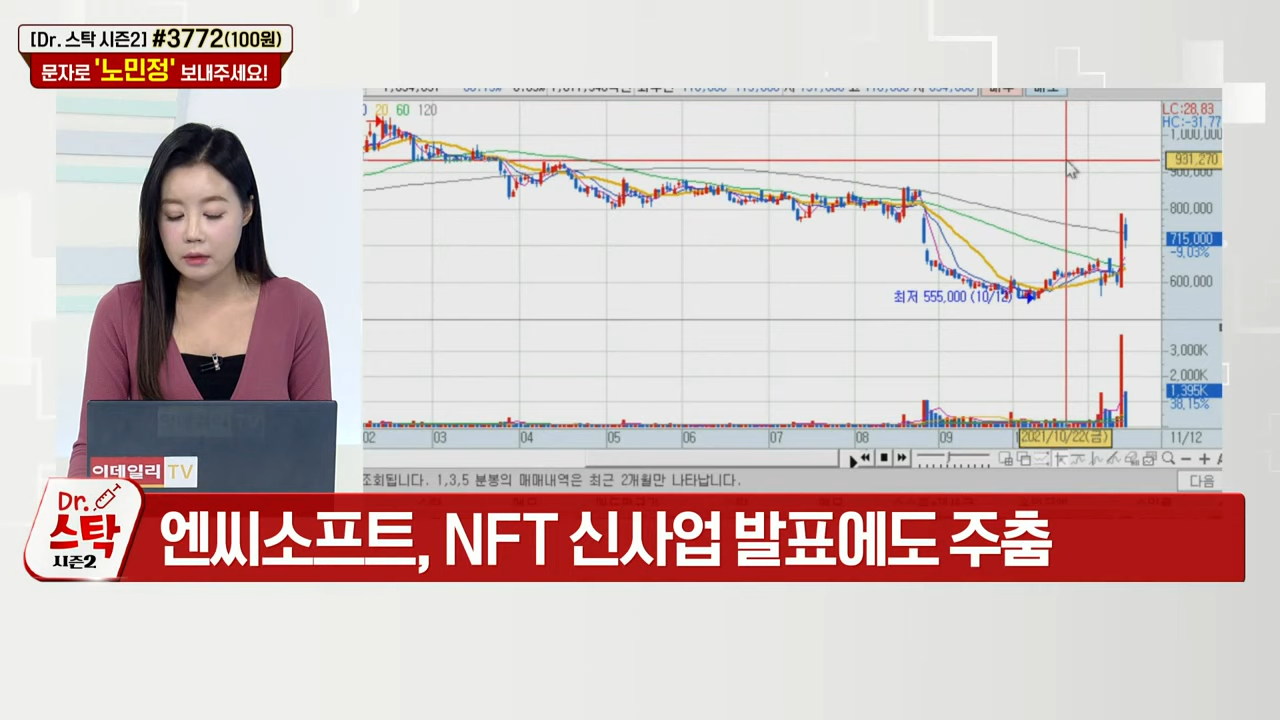 [Dr. 스탁 시즌2] #3772(100원)
문자로 '노민정' 보내주세요!
20 60 120
LC:28,83
HC:-31,77
1,000,000
931,270
900,000
800,000
715,000
-9,03%
600,000
최저 555,000 (10/12)
3,000K
2,000K
1,395K
38,15%
02 03 04 05 06 07 08 09 2021/10/22(금) 11/12
조회됩니다. 1,3,5 분봉의 매매내역은 최근 2개월만 나타납니다.
다음
이데일리 TV
Dr.
스탁
시즌2
엔씨소프트, NFT 신사업 발표에도 주춤